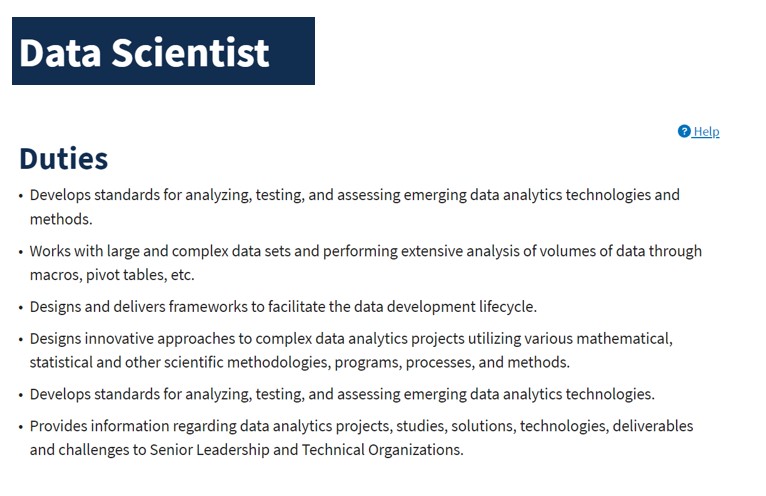 Data Scientist
Help
Duties
• Develops standards for analyzing, testing, and assessing emerging data analytics technologies and
methods.
• Works with large and complex data sets and performing extensive analysis of volumes of data through
macros, pivot tables, etc.
• Designs and delivers frameworks to facilitate the data development lifecycle.
• Designs innovative approaches to complex data analytics projects utilizing various mathematical,
statistical and other scientific methodologies, programs, processes, and methods.
• Develops standards for analyzing, testing, and assessing emerging data analytics technologies.
• Provides information regarding data analytics projects, studies, solutions, technologies, deliverables
and challenges to Senior Leadership and Technical Organizations.